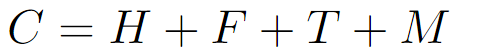 C = H + F + T + M